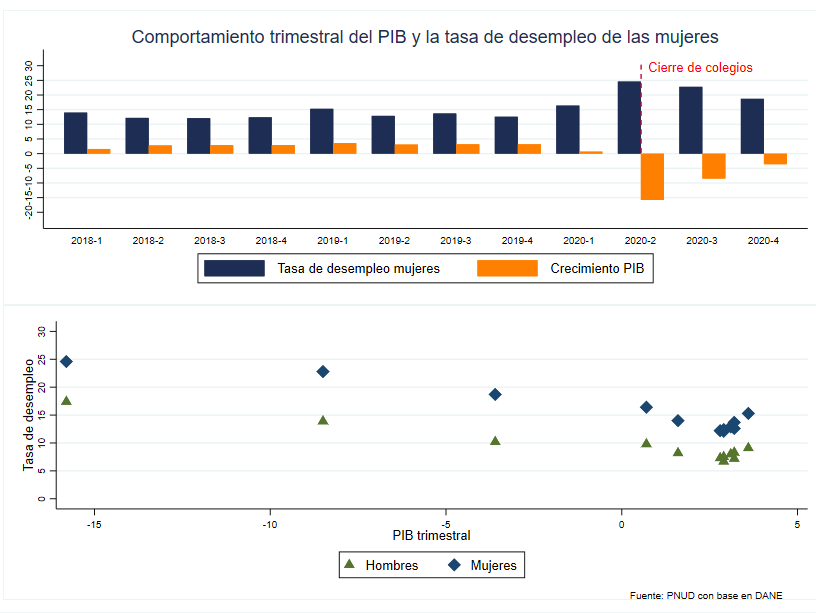 Comportamiento trimestral del PIB y la tasa de desempleo de las mujeres
Cierre de colegios
30
25
20
15
10
5
0
-5
-10
-15
-20
2018-1 2018-2 2018-3 2018-4 2019-1 2019-2 2019-3 2019-4 2020-1 2020-2 2020-3 2020-4
Tasa de desempleo mujeres Crecimiento PIB
Tasa de desempleo
30
25
20
15
10
5
0
-15 -10 -5 0 5
PIB trimestral
Hombres Mujeres
Fuente: PNUD con base en DANE